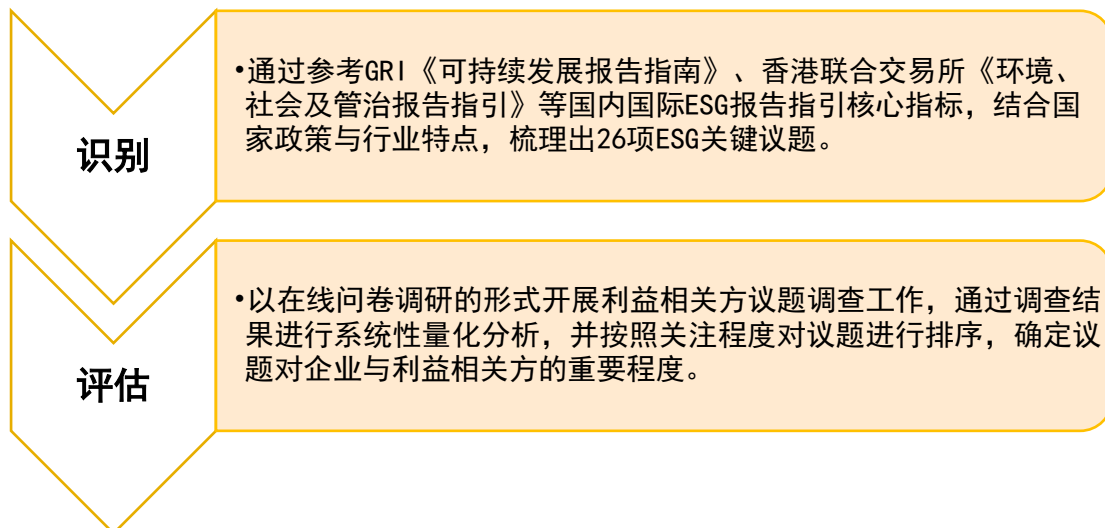 识别
•通过参考GRI《可持续发展报告指南》、香港联合交易所《环境、
社会及管治报告指引》等国内国际ESG报告指引核心指标，结合国
家政策与行业特点，梳理出26项ESG关键议题。
评估
•以在线问卷调研的形式开展利益相关方议题调查工作，通过调查结
果进行系统性量化分析，并按照关注程度对议题进行排序，确定议
题对企业与利益相关方的重要程度。